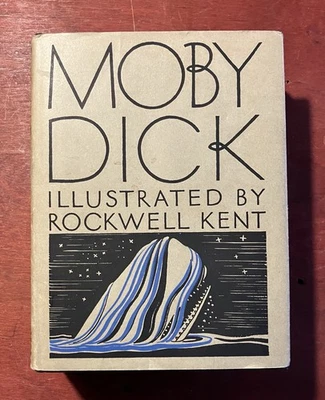 MOBY
DICK
ILLUSTRATED BY
ROCKWELL KENT